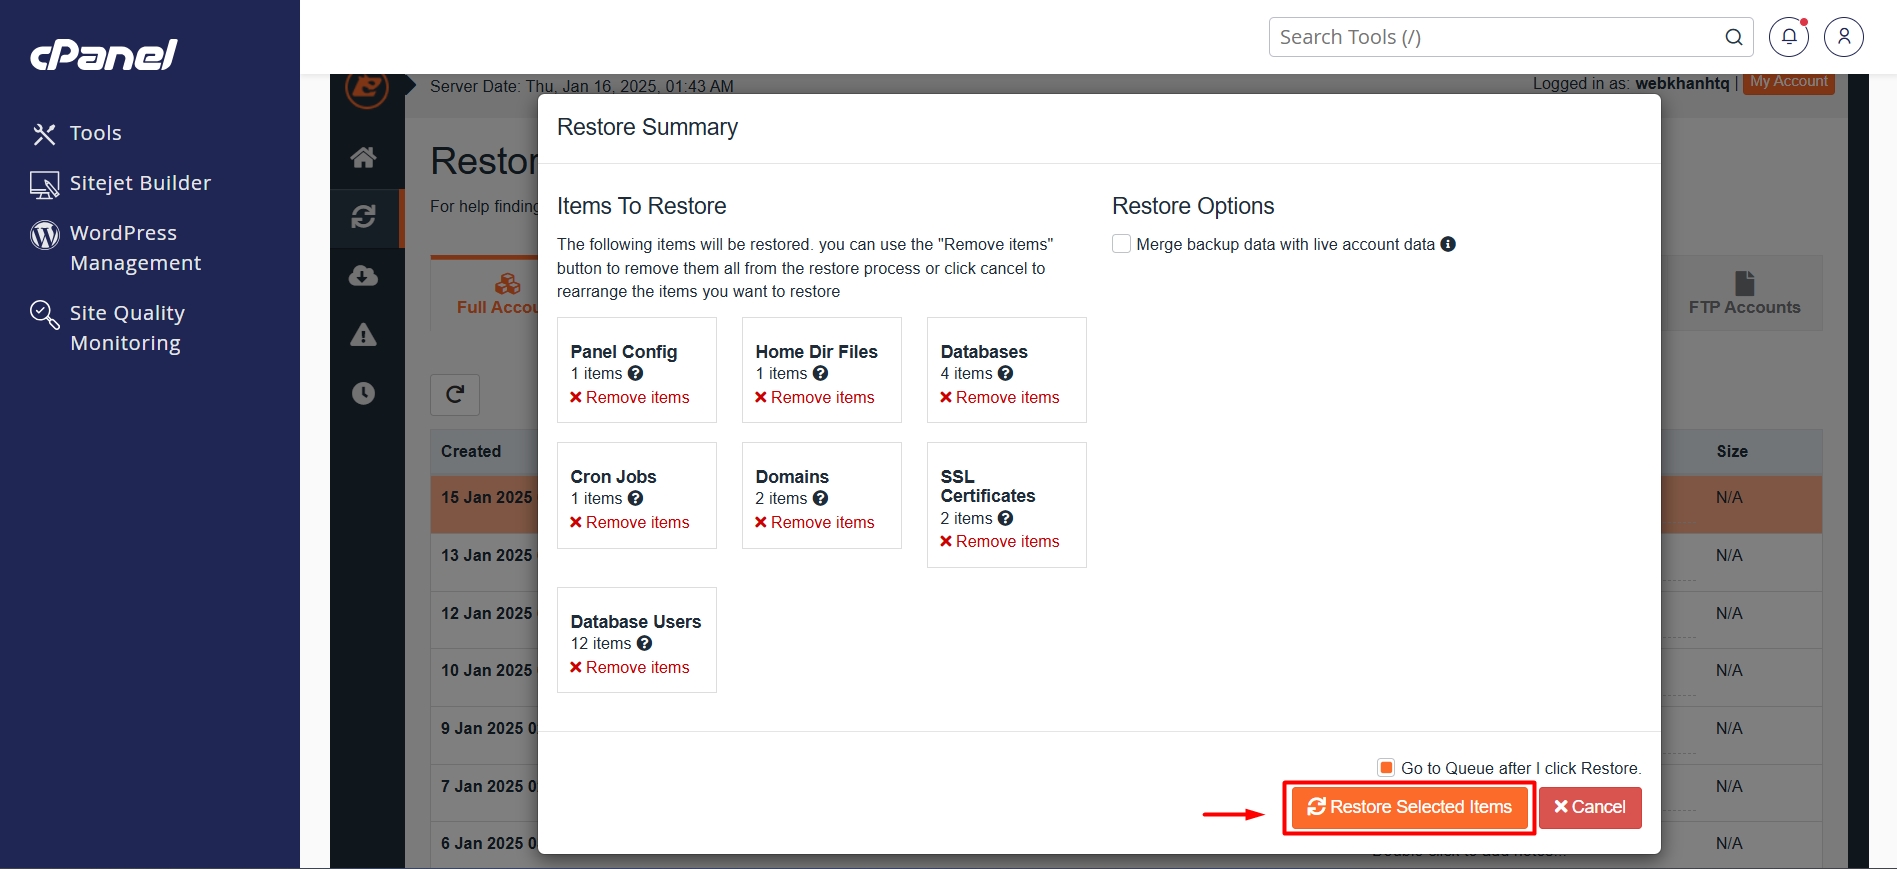 cPanel
Search Tools (/)
Tools
Sitejet Builder
WordPress
Management
Site Quality
Monitoring
Server Date: Thu, Jan 16, 2025, 01:43 AM
Logged in as: webkhanhtq | My Account
Restor
For help finding
Full Accou
FTP Accounts
Created
Size
15 Jan 2025
N/A
13 Jan 2025
N/A
12 Jan 2025
N/A
10 Jan 2025
N/A
9 Jan 2025 0
N/A
7 Jan 2025 0
N/A
6 Jan 2025 0
N/A
Restore Summary
Items To Restore
The following items will be restored. you can use the "Remove items"
button to remove them all from the restore process or click cancel to
rearrange the items you want to restore
Panel Config
1 items
Remove items
Home Dir Files
1 items
Remove items
Databases
4 items
Remove items
Cron Jobs
1 items
Remove items
Domains
2 items
Remove items
SSL
Certificates
2 items
Remove items
Database Users
12 items
Remove items
Restore Options
Merge backup data with live account data
Go to Queue after I click Restore.
Restore Selected Items
Cancel